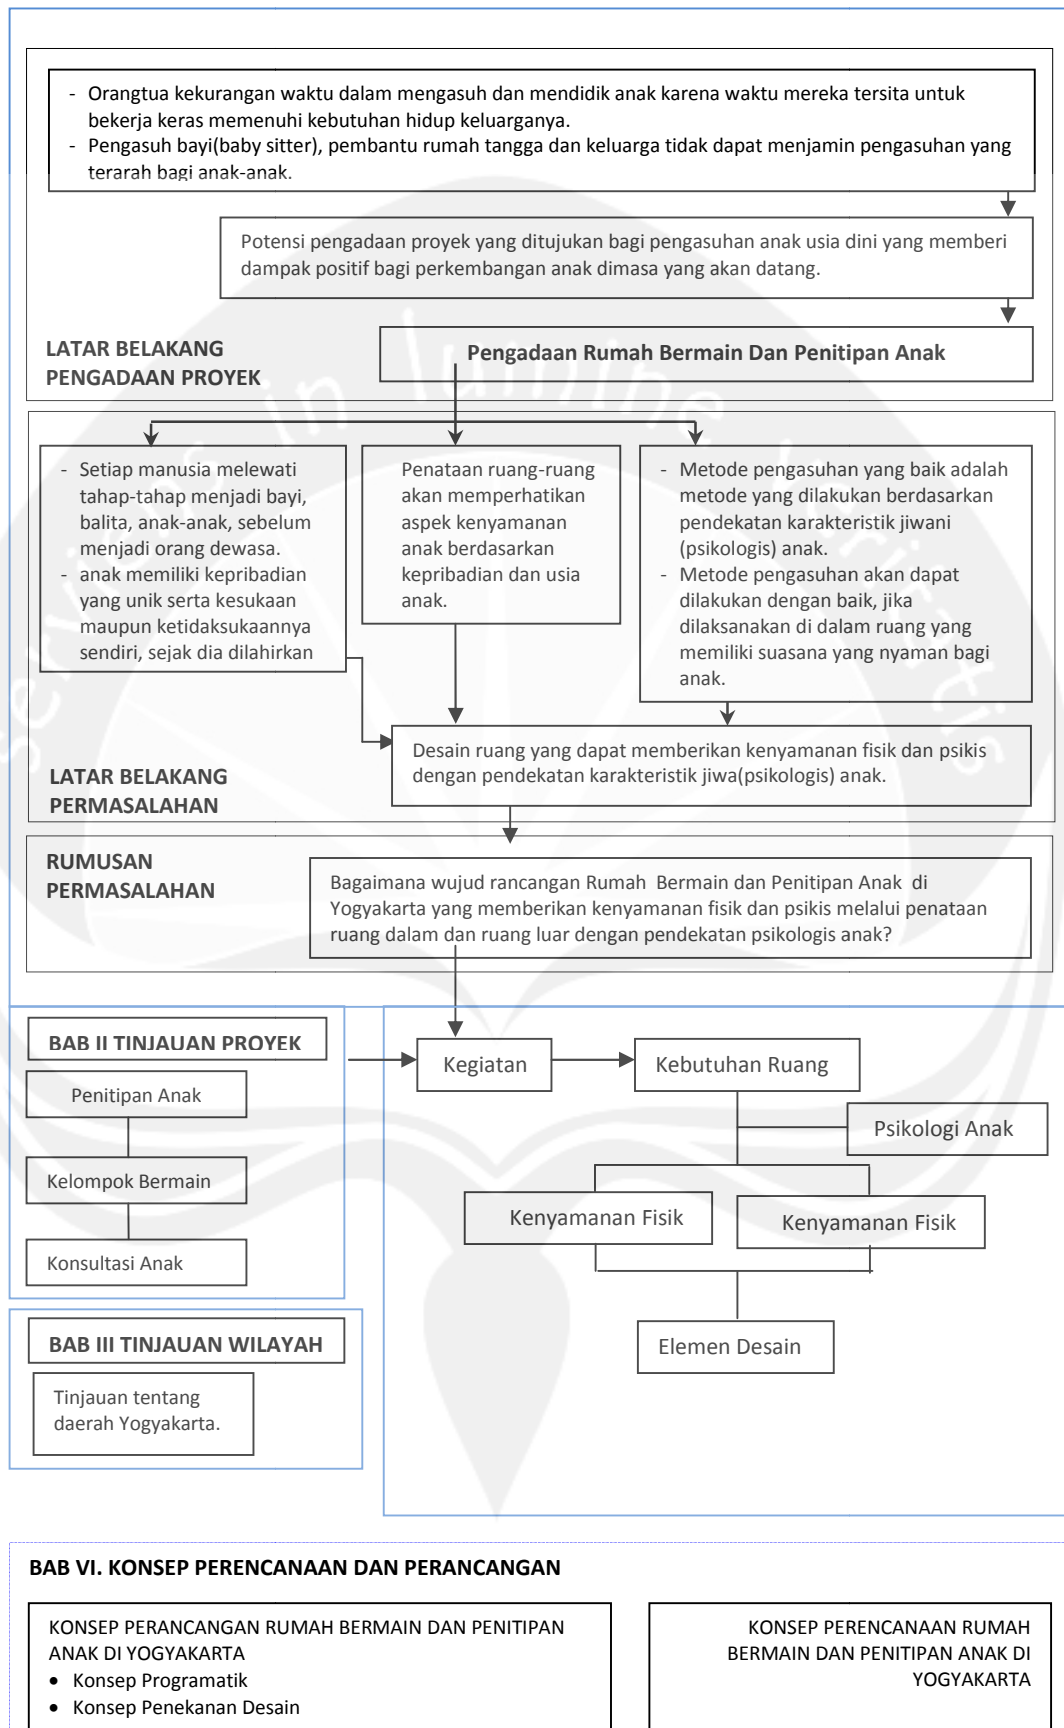 - Orangtua kekurangan waktu dalam mengasuh dan mendidik anak karena waktu mereka tersita untuk
bekerja keras memenuhi kebutuhan hidup keluarganya.
- Pengasuh bayi(baby sitter), pembantu rumah tangga dan keluarga tidak dapat menjamin pengasuhan yang
terarah bagi anak-anak.
Potensi pengadaan proyek yang ditujukan bagi pengasuhan anak usia dini yang memberi
dampak positif bagi perkembangan anak dimasa yang akan datang.
LATAR BELAKANG
PENGADAAN PROYEK
Pengadaan Rumah Bermain Dan Penitipan Anak
- Setiap manusia melewati
tahap-tahap menjadi bayi,
balita, anak-anak, sebelum
menjadi orang dewasa.
- anak memiliki kepribadian
yang unik serta kesukaan
maupun ketidaksukaannya
sendiri, sejak dia dilahirkan
Penataan ruang-ruang
akan memperhatikan
aspek kenyamanan
anak berdasarkan
kepribadian dan usia
anak.
- Metode pengasuhan yang baik adalah
metode yang dilakukan berdasarkan
pendekatan karakteristik jiwani
(psikologis) anak.
- Metode pengasuhan akan dapat
dilakukan dengan baik, jika
dilaksanakan di dalam ruang yang
memiliki suasana yang nyaman bagi
anak.
Desain ruang yang dapat memberikan kenyamanan fisik dan psikis
dengan pendekatan karakteristik jiwa(psikologis) anak.
LATAR BELAKANG
PERMASALAHAN
RUMUSAN
PERMASALAHAN
Bagaimana wujud rancangan Rumah Bermain dan Penitipan Anak di
Yogyakarta yang memberikan kenyamanan fisik dan psikis melalui penataan
ruang dalam dan ruang luar dengan pendekatan psikologis anak?
BAB II TINJAUAN PROYEK
Penitipan Anak
Kelompok Bermain
Konsultasi Anak
Kegiatan
Kebutuhan Ruang
Psikologi Anak
Kenyamanan Fisik
Kenyamanan Fisik
Elemen Desain
BAB III TINJAUAN WILAYAH
Tinjauan tentang
daerah Yogyakarta.
BAB VI. KONSEP PERENCANAAN DAN PERANCANGAN
KONSEP PERANCANGAN RUMAH BERMAIN DAN PENITIPAN
ANAK DI YOGYAKARTA
• Konsep Programatik
• Konsep Penekanan Desain
KONSEP PERENCANAAN RUMAH
BERMAIN DAN PENITIPAN ANAK DI
YOGYAKARTA
serviens in lumine veritatis